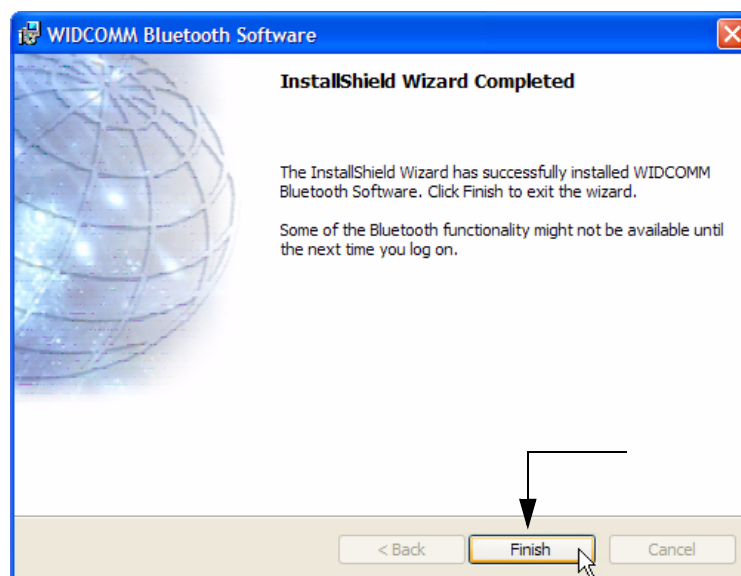 WIDCOMM Bluetooth Software
InstallShield Wizard Completed
The InstallShield Wizard has successfully installed WIDCOMM
Bluetooth Software. Click Finish to exit the wizard.
Some of the Bluetooth functionality might not be available until
the next time you log on.
< Back Finish Cancel